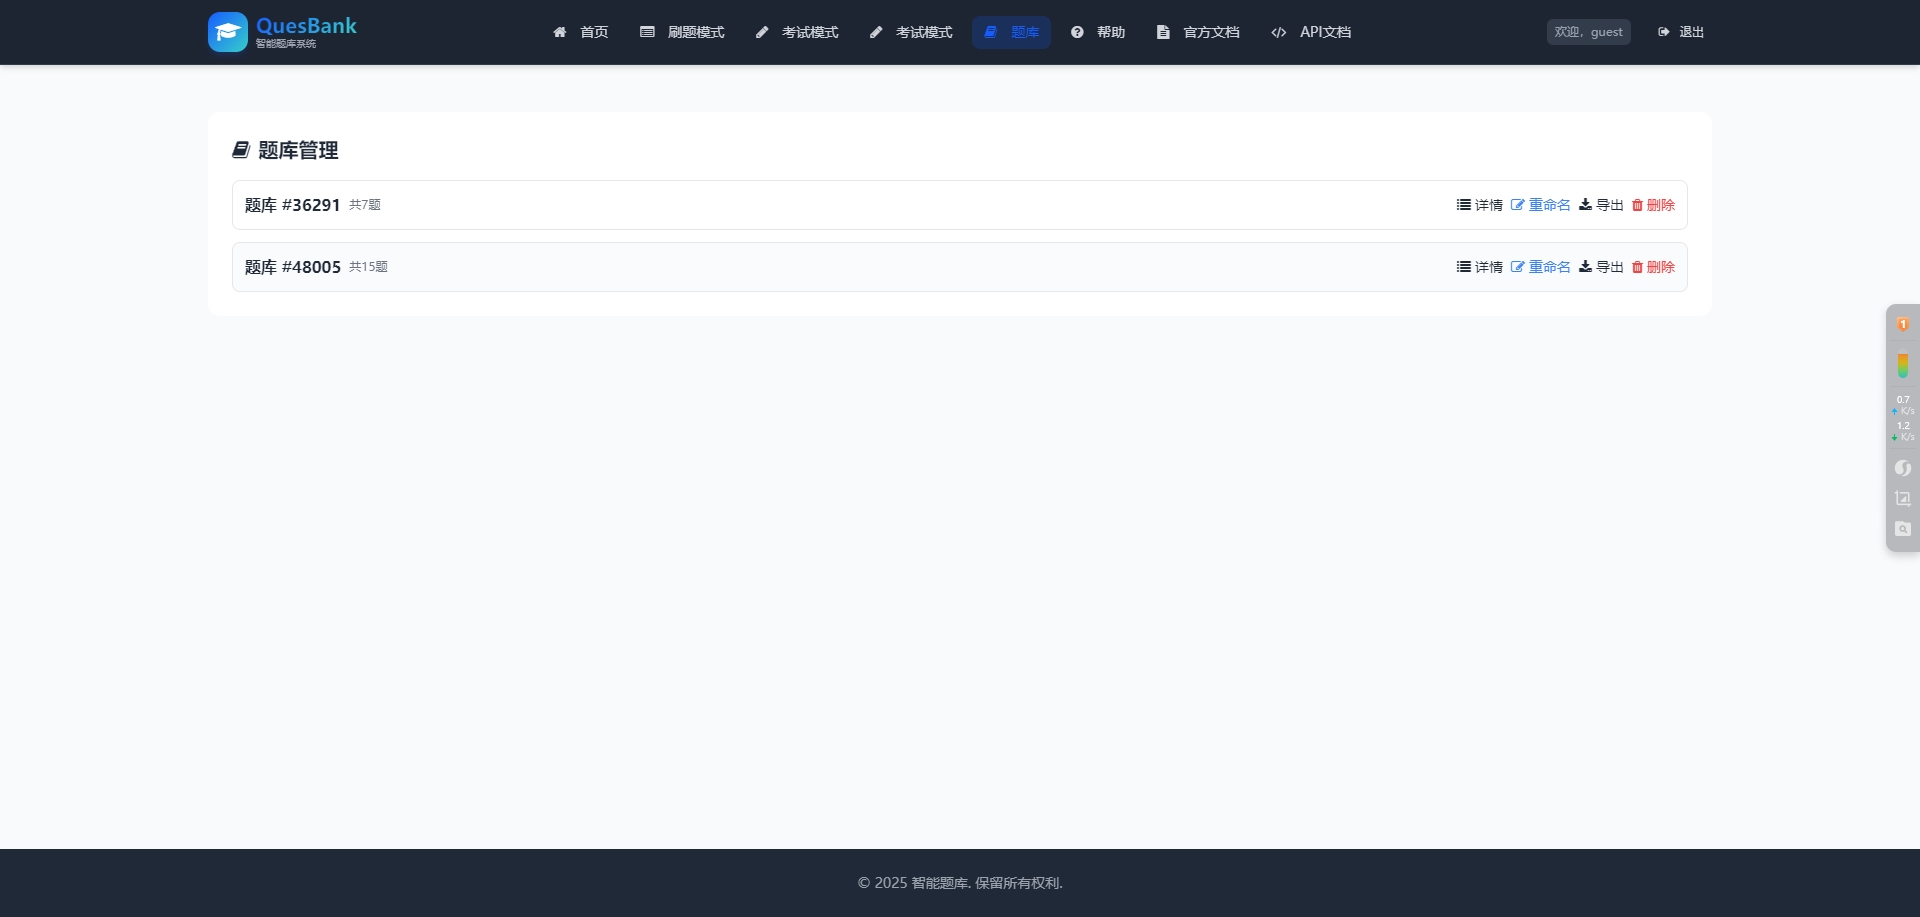 QuesBank
智能题库系统
首页 刷题模式 考试模式 考试模式 题库 帮助 官方文档 API文档
欢迎，guest 退出
题库管理
题库 #36291 共7题 详情 重命名 导出 删除
题库 #48005 共15题 详情 重命名 导出 删除
1
0.7
K/s
1.2
K/s
© 2025 智能题库. 保留所有权利.